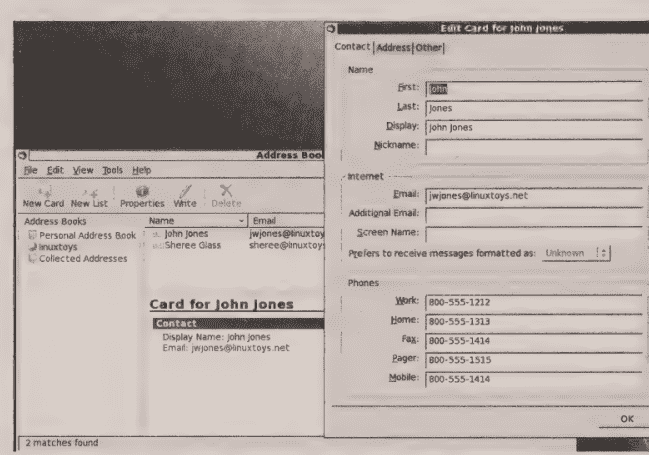 Edit Card for John Jones
Contact Address Other
Name
First: John
Last: Jones
Display: John Jones
Nickname:
Internet
Email: jwjones@linuxtoys.net
Additional Email:
Screen Name:
Prefers to receive messages formatted as: Unknown
Phones
Work: 800-555-1212
Home: 800-555-1313
Fax: 800-555-1414
Pager: 800-555-1515
Mobile: 800-555-1414
OK
Address Boo
File Edit View Tools Help
New Card New List Properties Write Delete
Address Books
Personal Address Book
linuxtoys
Collected Addresses
Name Email
John Jones jwjones@linuxtoy
Sheree Glass sheree@linuxtoy
Card for John Jones
Contact
Display Name: John Jones
Email: jwjones@linuxtoys.net
2 matches found